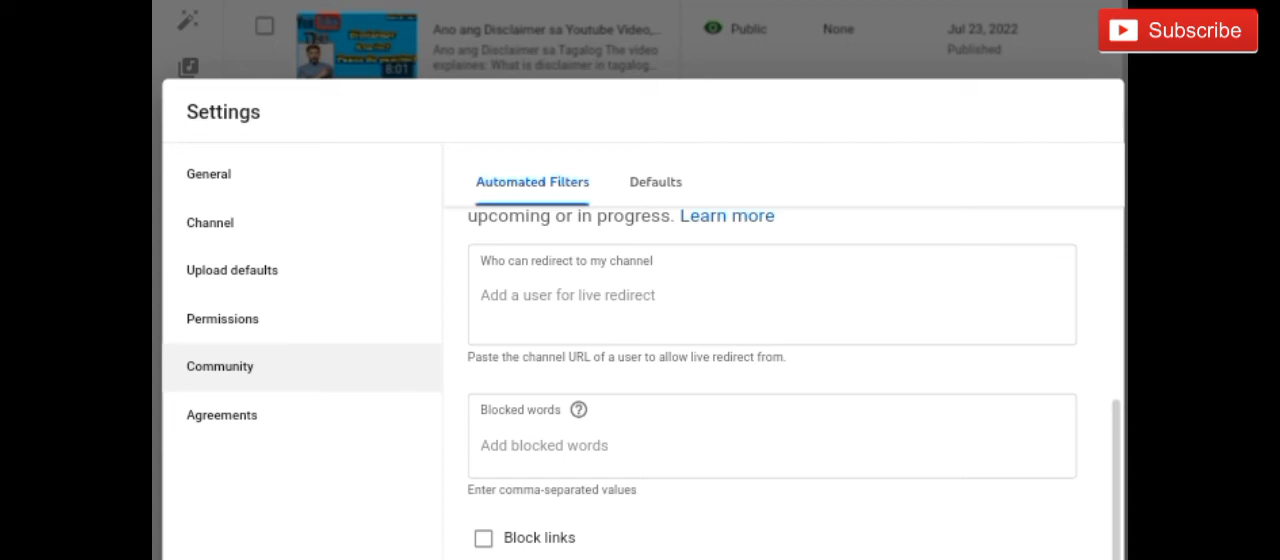 Ano ang Disclaimer sa Youtube Video,...
Ano ang Disclaimer sa Tagalog The video
explaines: What is disclaimer in tagalog...
8:01
Public
None
Jul 23, 2022
Published
Subscribe
Settings
General
Channel
Upload defaults
Permissions
Community
Agreements
Automated Filters
Defaults
upcoming or in progress. Learn more
Who can redirect to my channel
Add a user for live redirect
Paste the channel URL of a user to allow live redirect from.
Blocked words
Add blocked words
Enter comma-separated values
Block links